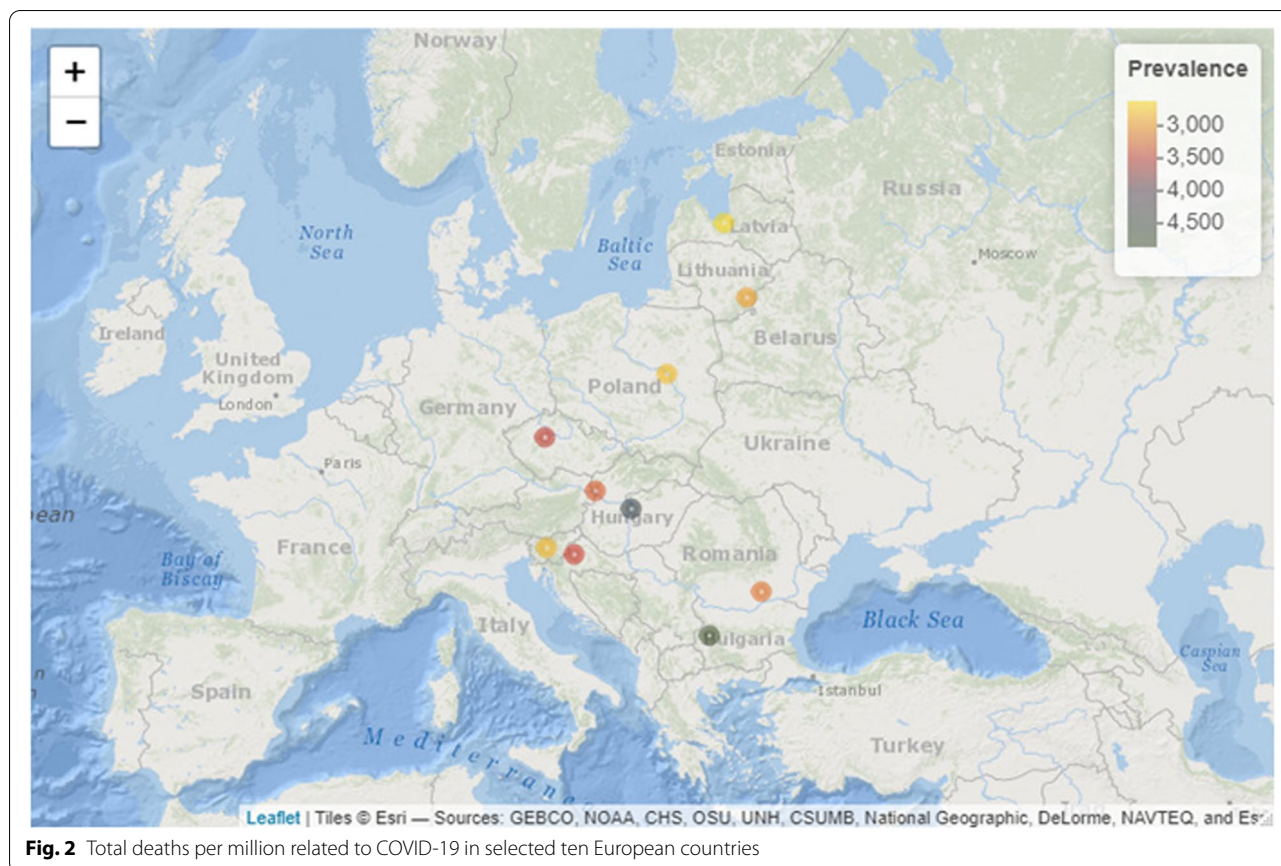 +
−
Norway
Prevalence
3,000
3,500
4,000
4,500
Estonia
Russia
Latvia
North
Sea
Baltic
Sea
Moscow
Lithuania
Ireland
Belarus
United
Kingdom
London
Poland
Germany
Ukraine
Paris
Hungary
France
Romania
Bay of
Biscay
Black Sea
Italy
Caspian
Sea
Spain
Istanbul
Turkey
Leaflet | Tiles © Esri — Sources: GEBCO, NOAA, CHS, OSU, UNH, CSUMB, National Geographic, DeLorme, NAVTEQ, and
Fig. 2 Total deaths per million related to COVID-19 in selected ten European countries